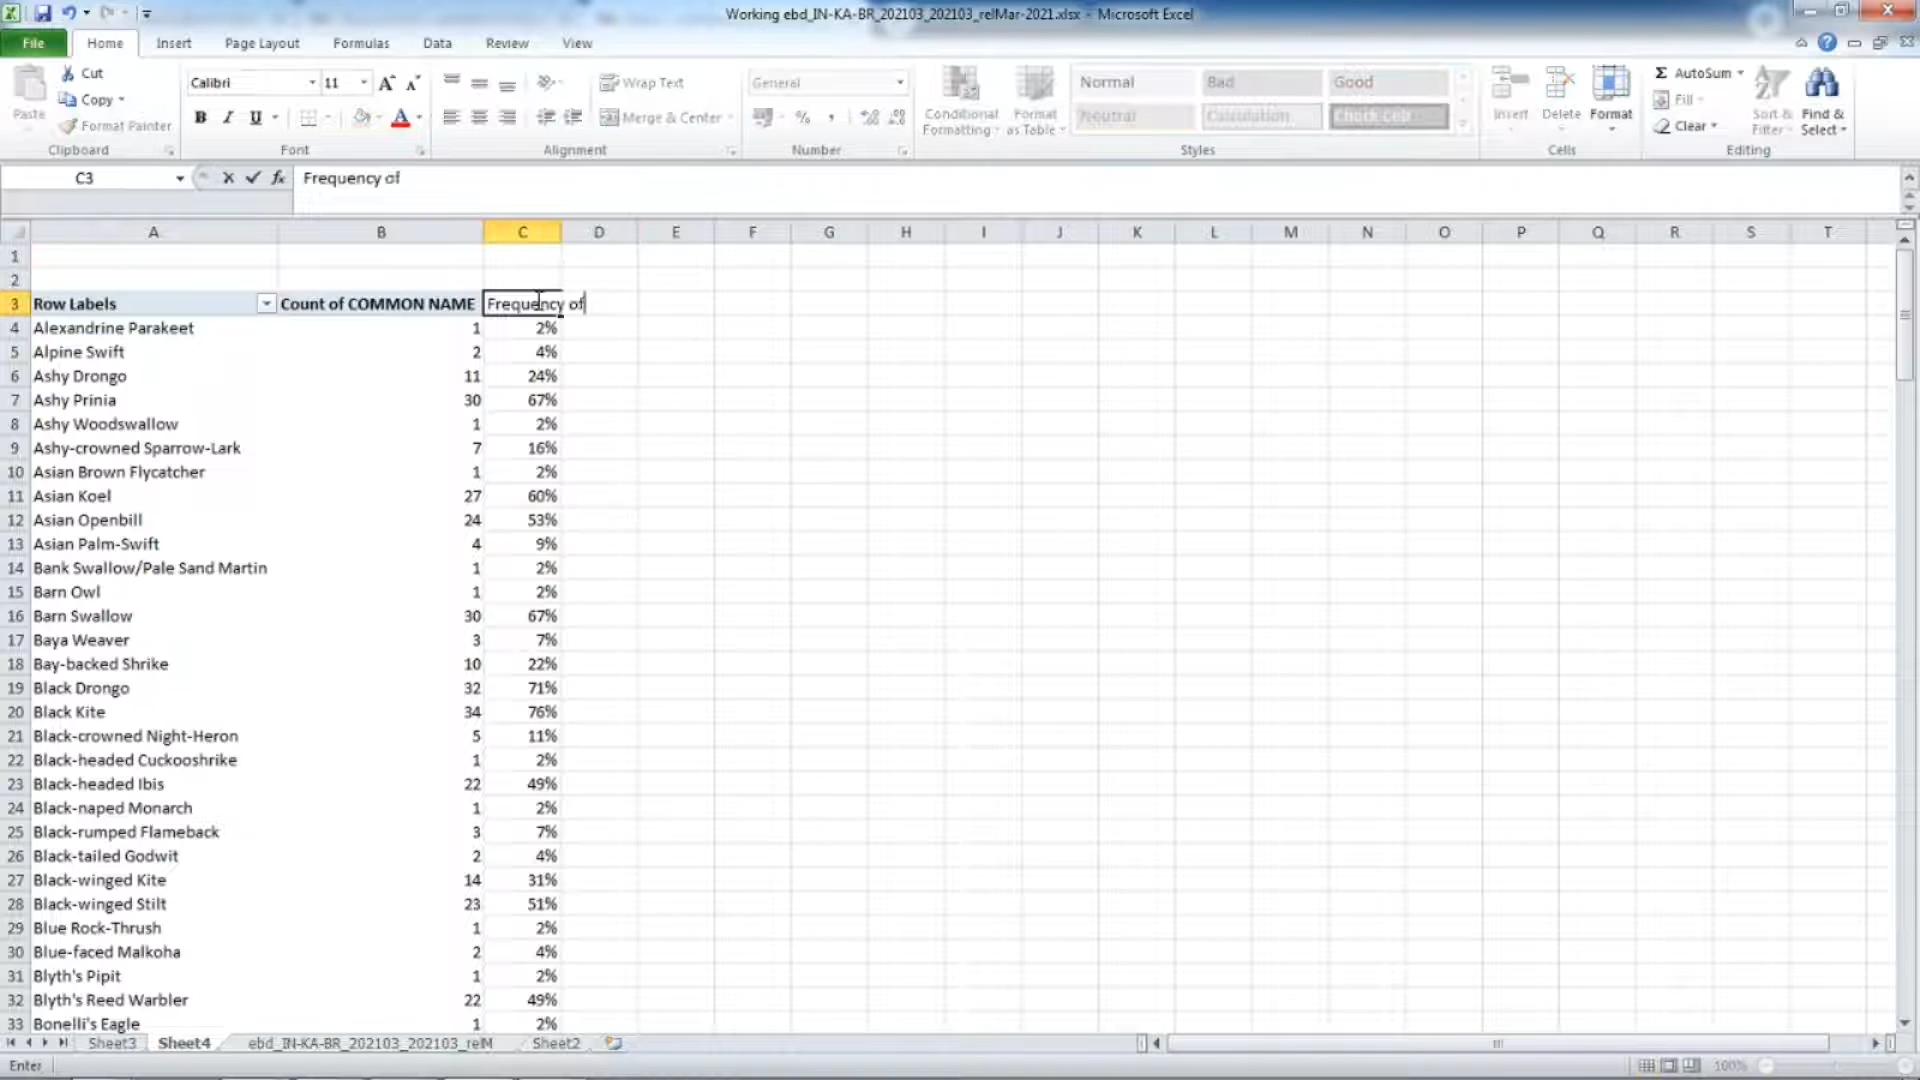 Working ebd_IN-KA-BR_202103_202103_relMar-2021.xlsx - Microsoft Excel
File Home Insert Page Layout Formulas Data Review View
Paste
Cut
Copy
Format Painter
Clipboard
Calibri 11
B I U
Font
Wrap Text
Merge & Center
Alignment
General
Number
Conditional Formatting
Format as Table
Normal Bad Good
Neutral Calculation Check Cell
Styles
Insert Delete Format
Cells
Σ AutoSum
Fill
Clear
Sort & Filter
Find & Select
Editing
C3 fx Frequency of
A B C D E F G H I J K L M N O P Q R S T
1
2
3 Row Labels Count of COMMON NAME Frequency of
4 Alexandrine Parakeet 1 2%
5 Alpine Swift 2 4%
6 Ashy Drongo 11 24%
7 Ashy Prinia 30 67%
8 Ashy Woodswallow 1 2%
9 Ashy-crowned Sparrow-Lark 7 16%
10 Asian Brown Flycatcher 1 2%
11 Asian Koel 27 60%
12 Asian Openbill 24 53%
13 Asian Palm-Swift 4 9%
14 Bank Swallow/Pale Sand Martin 1 2%
15 Barn Owl 1 2%
16 Barn Swallow 30 67%
17 Baya Weaver 3 7%
18 Bay-backed Shrike 10 22%
19 Black Drongo 32 71%
20 Black Kite 34 76%
21 Black-crowned Night-Heron 5 11%
22 Black-headed Cuckooshrike 1 2%
23 Black-headed Ibis 22 49%
24 Black-naped Monarch 1 2%
25 Black-rumped Flameback 3 7%
26 Black-tailed Godwit 2 4%
27 Black-winged Kite 14 31%
28 Black-winged Stilt 23 51%
29 Blue Rock-Thrush 1 2%
30 Blue-faced Malkoha 2 4%
31 Blyth's Pipit 1 2%
32 Blyth's Reed Warbler 22 49%
33 Bonelli's Eagle 1 2%
Sheet3 Sheet4 ebd_IN-KA-BR_202103_202103_relM Sheet2
Enter 100%